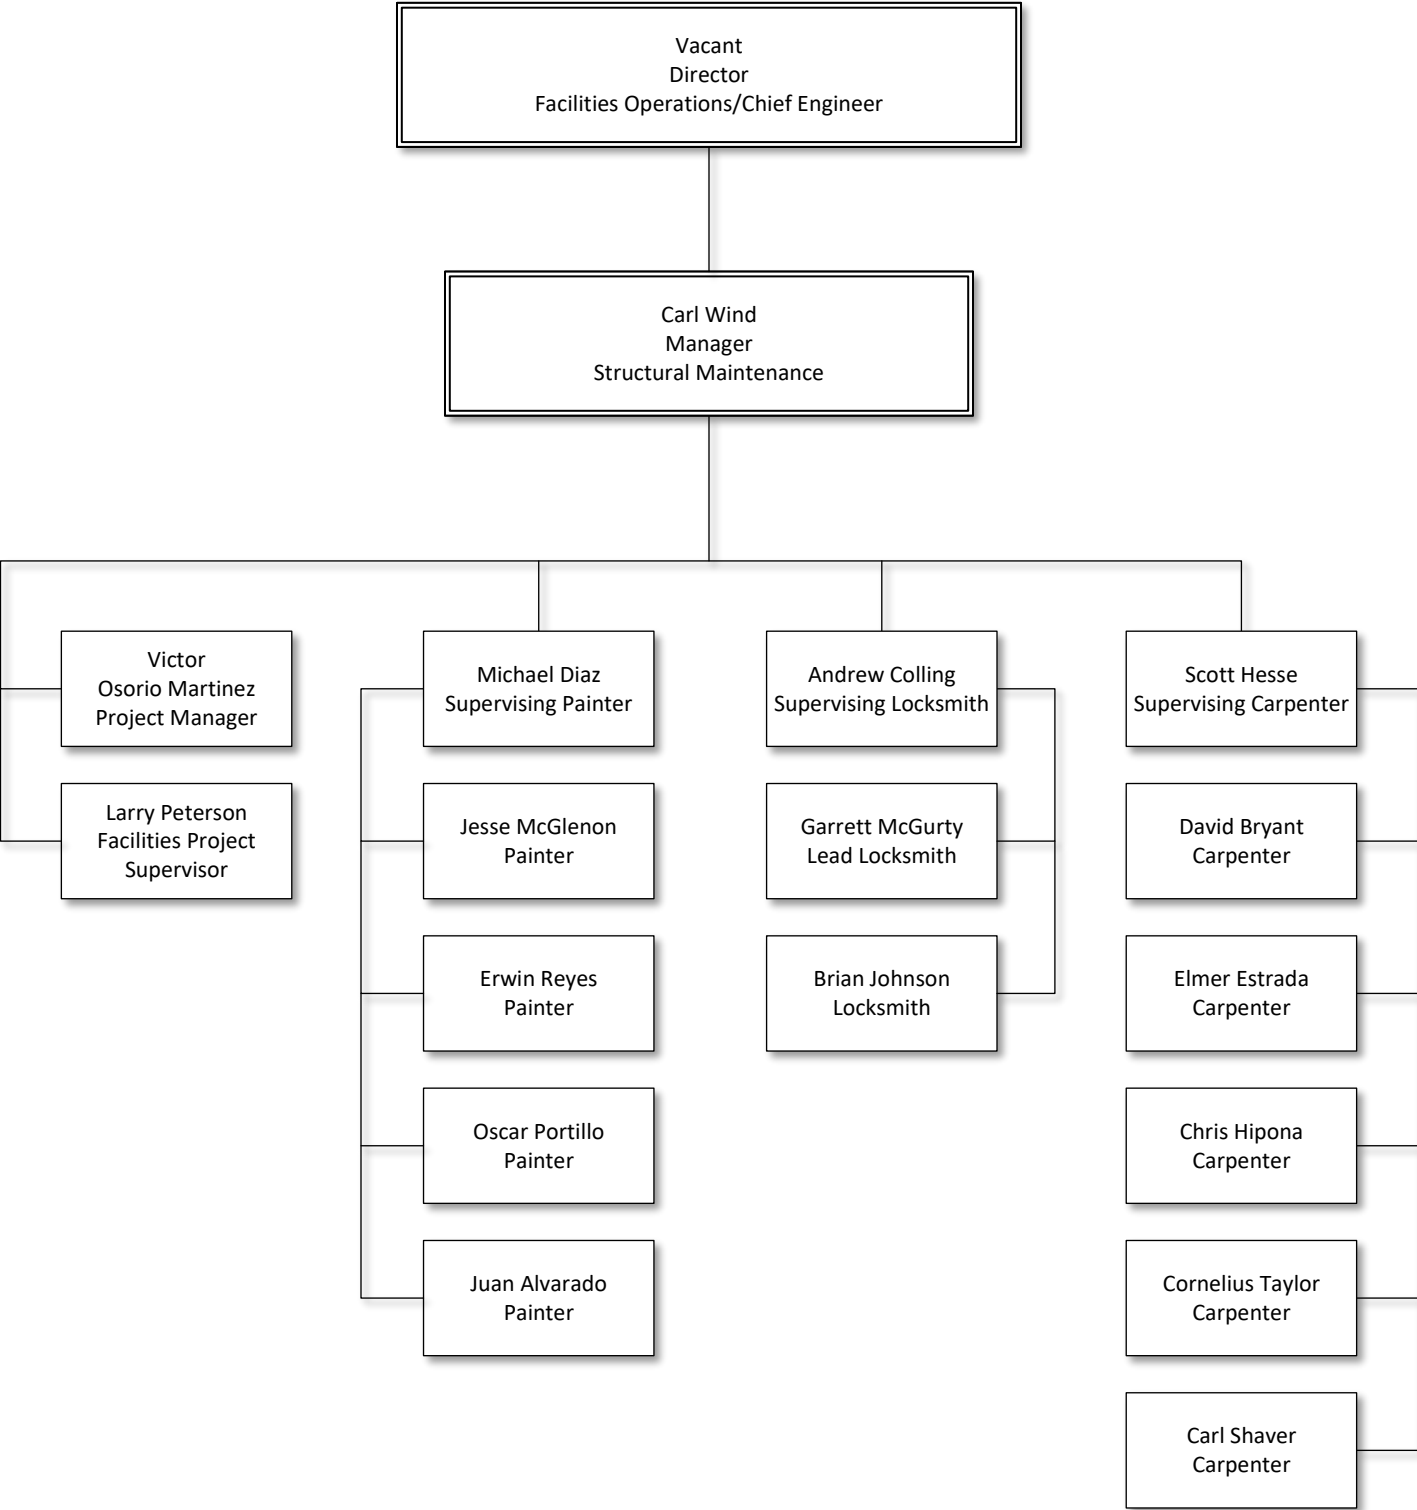 Vacant
Director
Facilities Operations/Chief Engineer
Carl Wind
Manager
Structural Maintenance
Victor
Osorio Martinez
Project Manager
Larry Peterson
Facilities Project
Supervisor
Michael Diaz
Supervising Painter
Jesse McGlenon
Painter
Erwin Reyes
Painter
Oscar Portillo
Painter
Juan Alvarado
Painter
Andrew Colling
Supervising Locksmith
Garrett McGurty
Lead Locksmith
Brian Johnson
Locksmith
Scott Hesse
Supervising Carpenter
David Bryant
Carpenter
Elmer Estrada
Carpenter
Chris Hipona
Carpenter
Cornelius Taylor
Carpenter
Carl Shaver
Carpenter